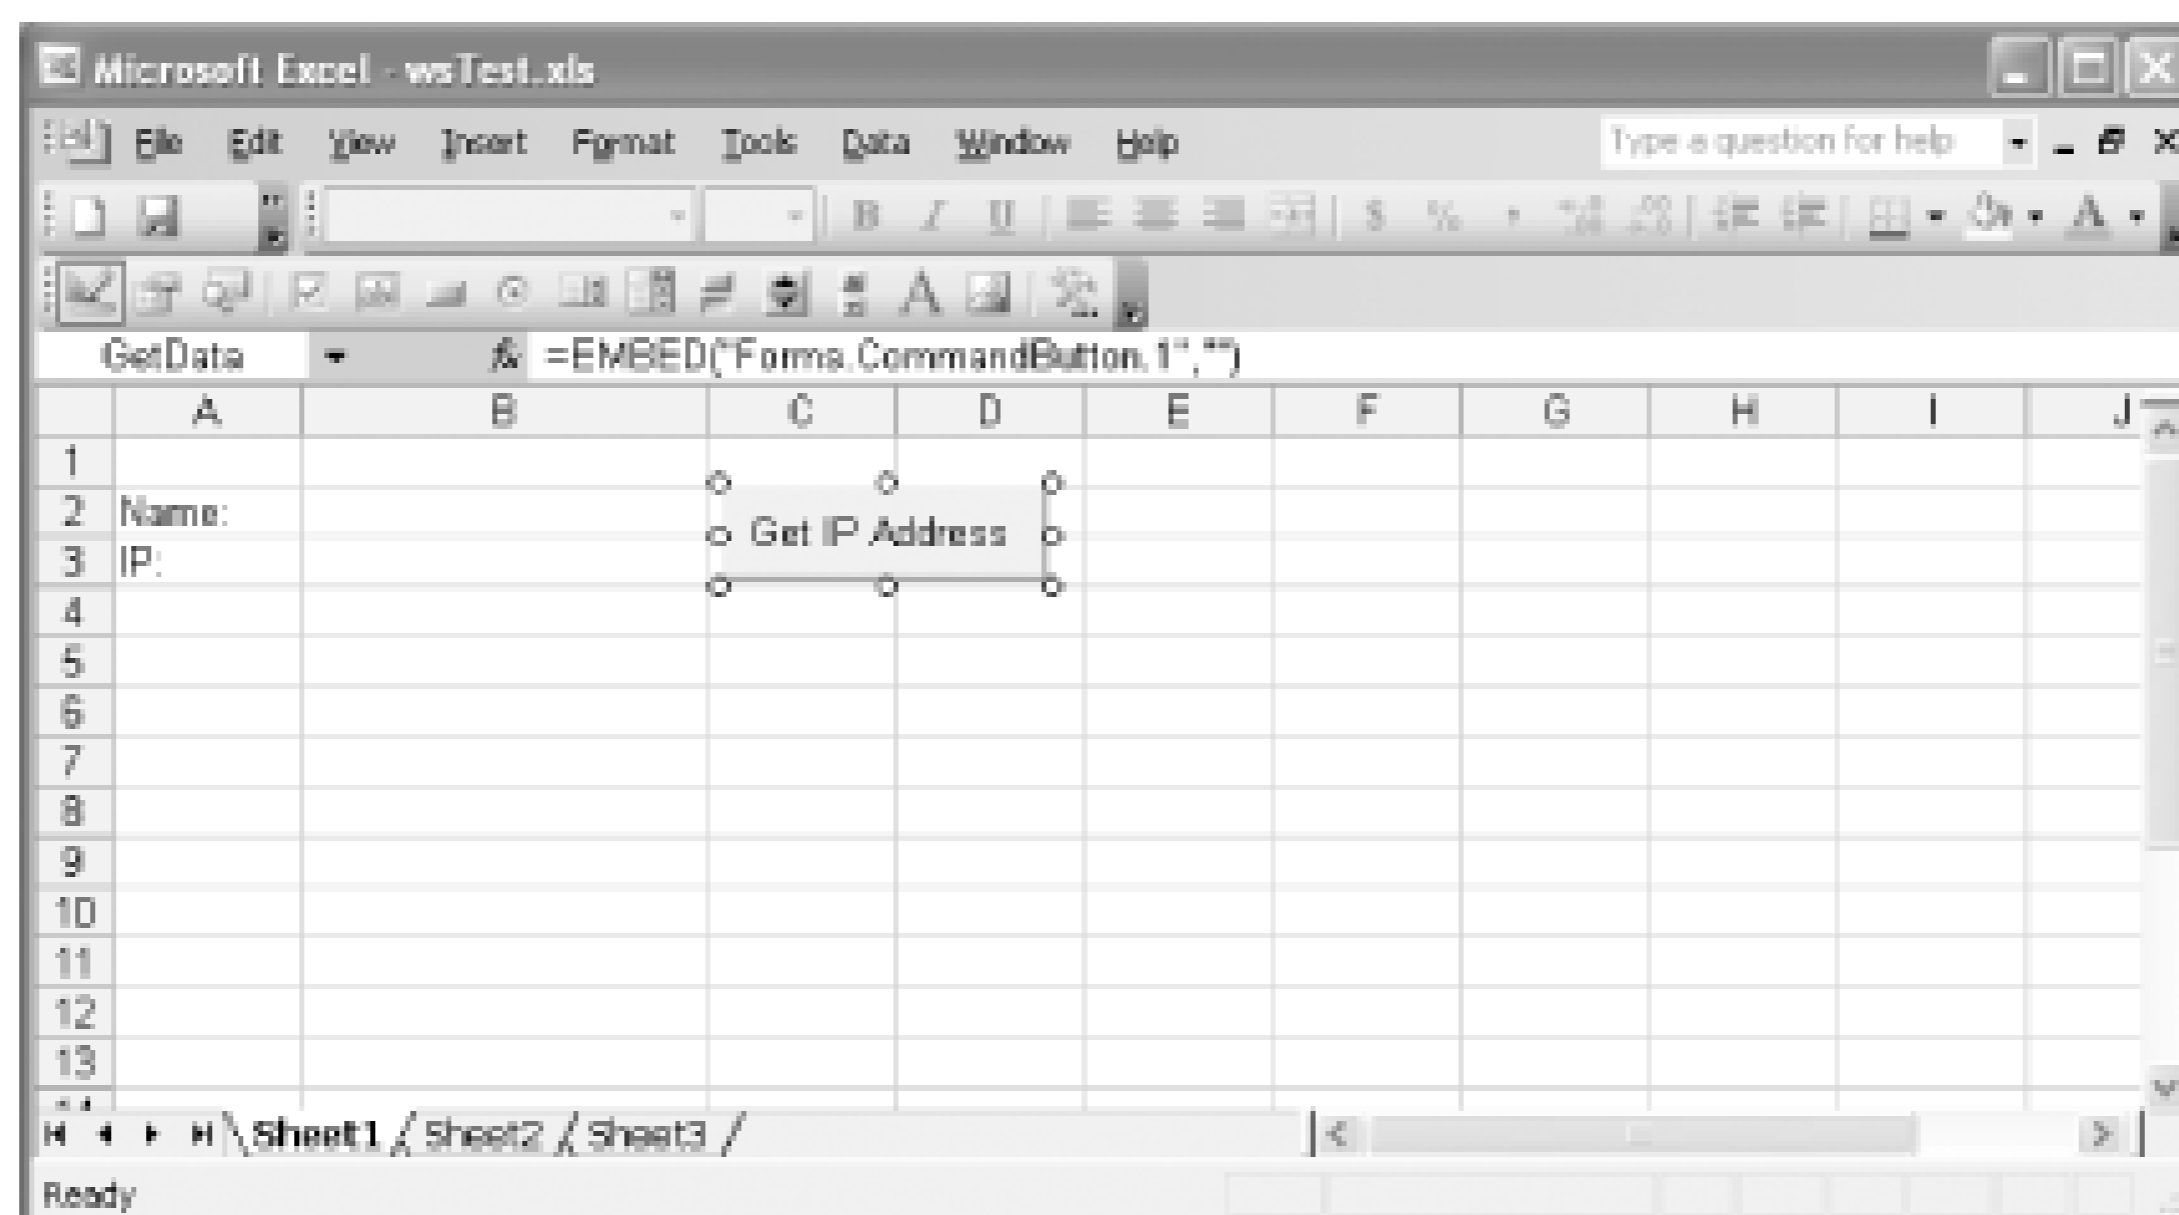 Microsoft Excel - wsTest.xls
File Edit View Insert Format Tools Data Window Help Type a question for help
B I U $ % , A
A
GetData fx =EMBED("Forms.CommandButton.1","")
A B C D E F G H I J
1
2 Name:
Get IP Address
3 IP:
4
5
6
7
8
9
10
11
12
13
Sheet1 Sheet2 Sheet3
Ready